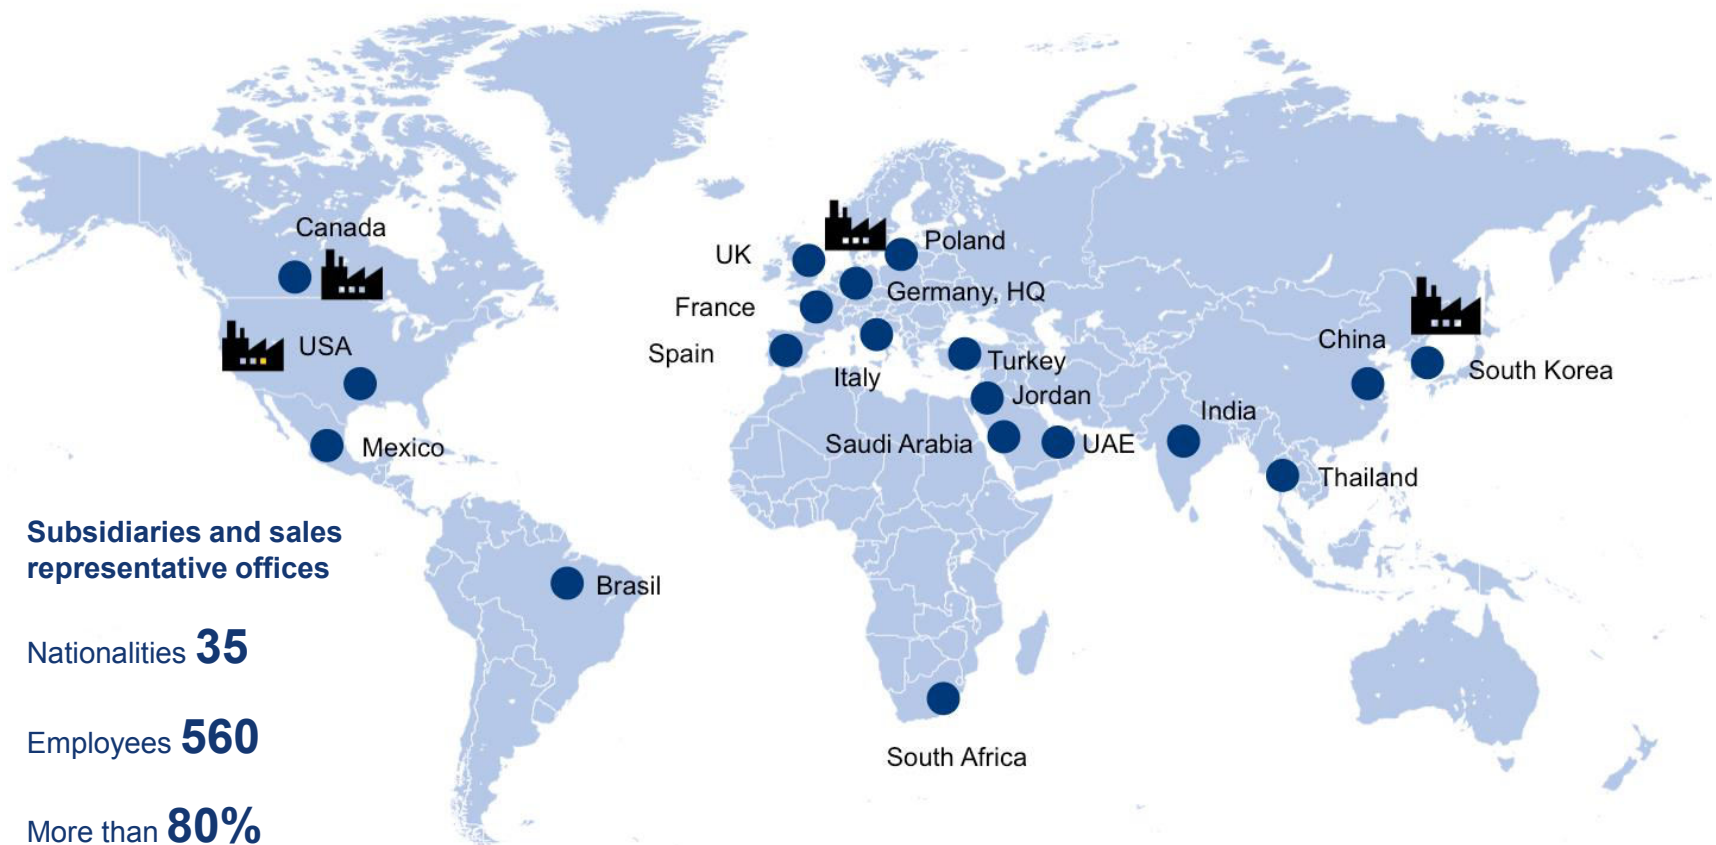 Canada
UK
Poland
Germany, HQ
France
USA
China
Spain
Turkey
South Korea
Italy
Jordan
India
Saudi Arabia
UAE
Mexico
Thailand
Subsidiaries and sales
representative offices
Brasil
Nationalities 35
Employees 560
South Africa
More than 80%